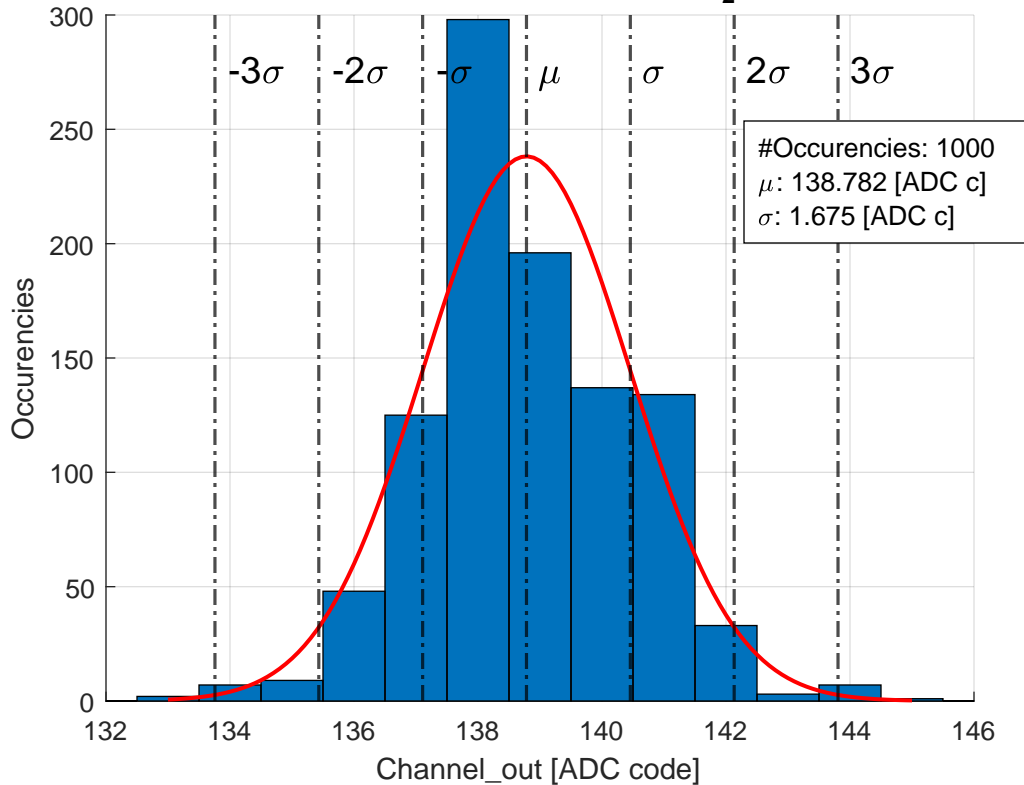 300
250
200
150
100
50
0
-3σ -2σ -σ μ σ 2σ 3σ
#Occurencies: 1000
μ: 138.782 [ADC c]
σ: 1.675 [ADC c]
Occurencies
132 134 136 138 140 142 144 146
Channel_out [ADC code]